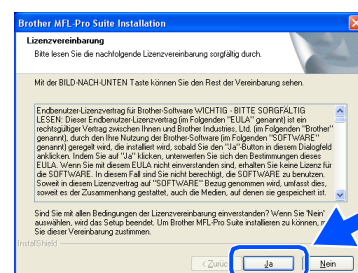 Brother MFL-Pro Suite Installation
Lizenzvereinbarung
Bitte lesen Sie die nachfolgende Lizenzvereinbarung sorgfältig durch.
Mit der BILD-NACH-UNTEN Taste können Sie den Rest der Vereinbarung sehen.
Endbenutzer-Lizenzvertrag für Brother-Software WICHTIG - BITTE SORGFÄLTIG
LESEN: Dieser Endbenutzer-Lizenzvertrag (im Folgenden "EULA" genannt) ist ein
rechtsgültiger Vertrag zwischen Ihnen und Brother Industries, Ltd. (im Folgenden "Brother"
genannt), durch den Ihre Nutzung der Brother-Software (im Folgenden "SOFTWARE"
genannt) geregelt wird, die installiert wird, sobald Sie den "Ja"-Button in diesem Dialogfeld
anklicken. Indem Sie auf "Ja" klicken, unterwerfen Sie sich den Bestimmungen dieses
EULA. Wenn Sie mit diesem EULA nicht einverstanden sind, erhalten Sie keine Lizenz für
die SOFTWARE. In diesem Fall sind Sie nicht berechtigt, die SOFTWARE zu benutzen.
Soweit in diesem Lizenzvertrag auf "SOFTWARE" Bezug genommen wird, umfasst dies,
soweit es der Zusammenhang gestattet, auch die Medien, auf denen sie gespeichert ist.
Sind Sie mit allen Bedingungen der Lizenzvereinbarung einverstanden? Wenn Sie 'Nein'
auswählen, wird das Setup beendet. Um Brother MFL-Pro Suite installieren zu können, m
Sie dieser Vereinbarung zustimmen.
InstallShield
< Zurüc Ja Nein